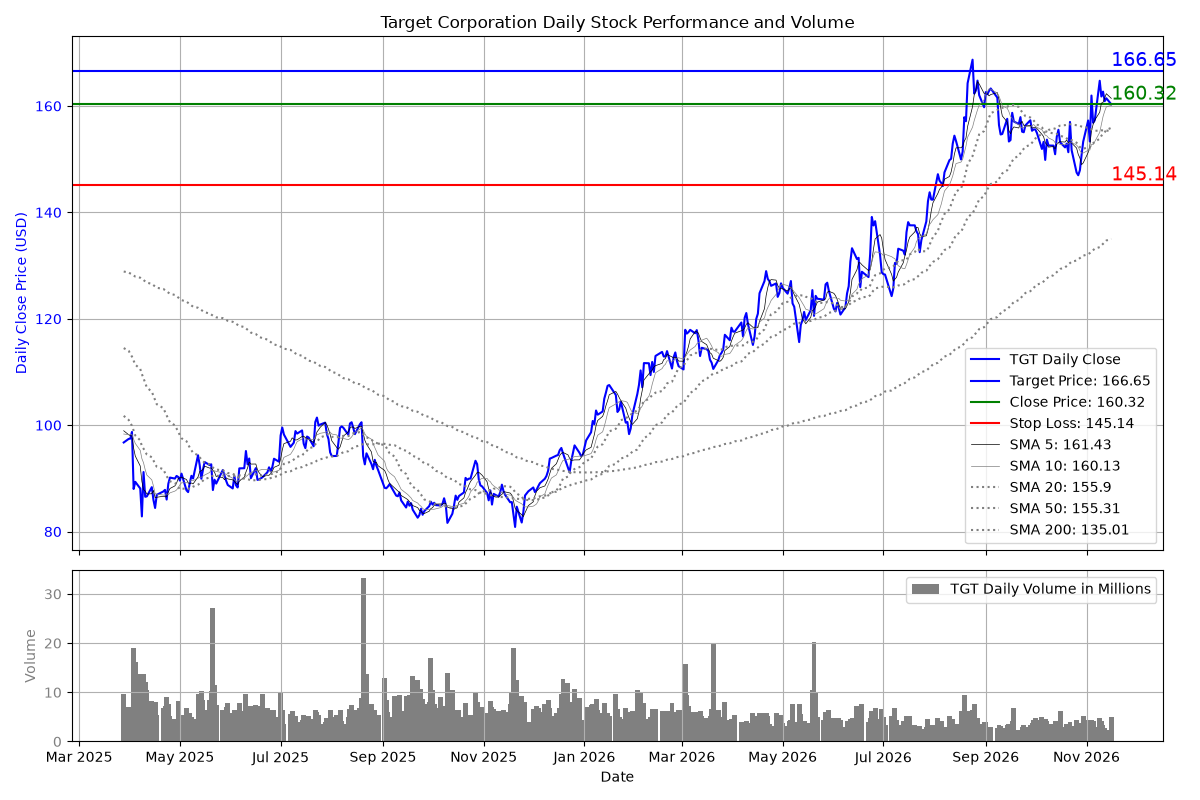 Target Corporation Daily Stock Performance and Volume
166.65
160.32
145.14
Daily Close Price (USD)
160
140
120
100
80
TGT Daily Close
Target Price: 166.65
Close Price: 160.32
Stop Loss: 145.14
SMA 5: 161.43
SMA 10: 160.13
SMA 20: 155.9
SMA 50: 155.31
SMA 200: 135.01
TGT Daily Volume in Millions
Volume
30
20
10
0
Mar 2025 May 2025 Jul 2025 Sep 2025 Nov 2025 Jan 2026 Mar 2026 May 2026 Jul 2026 Sep 2026 Nov 2026
Date